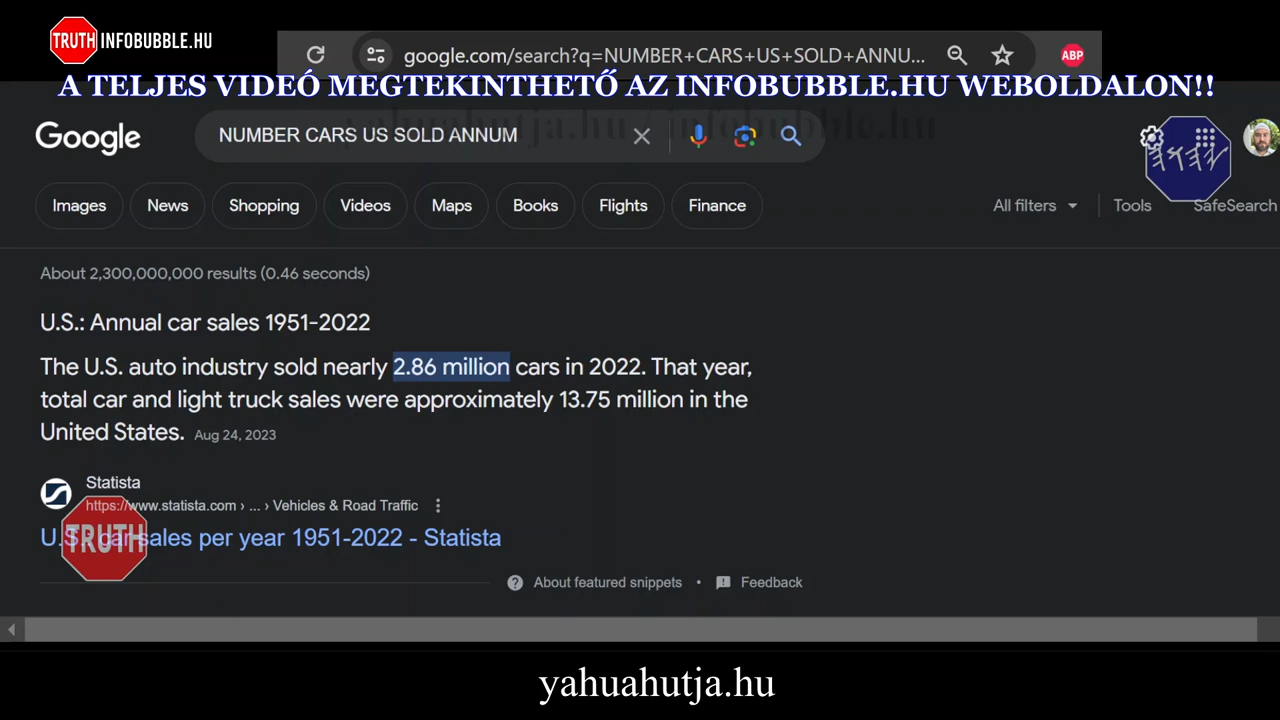 TRUTH INFOBUBBLE.HU
google.com/search?q=NUMBER+CARS+US+SOLD+ANNU...
ABP
A TELJES VIDEÓ MEGTEKINTHETŐ AZ INFOBUBBLE.HU WEBOLDALON!!
yahuahutja.hu / infobubble.hu
Google
NUMBER CARS US SOLD ANNUM
Images News Shopping Videos Maps Books Flights Finance All filters Tools SafeSearch
About 2,300,000,000 results (0.46 seconds)
U.S.: Annual car sales 1951-2022
The U.S. auto industry sold nearly 2.86 million cars in 2022. That year,
total car and light truck sales were approximately 13.75 million in the
United States. Aug 24, 2023
Statista
https://www.statista.com › ... › Vehicles & Road Traffic
U.S. car sales per year 1951-2022 - Statista
TRUTH
About featured snippets • Feedback
yahuahutja.hu